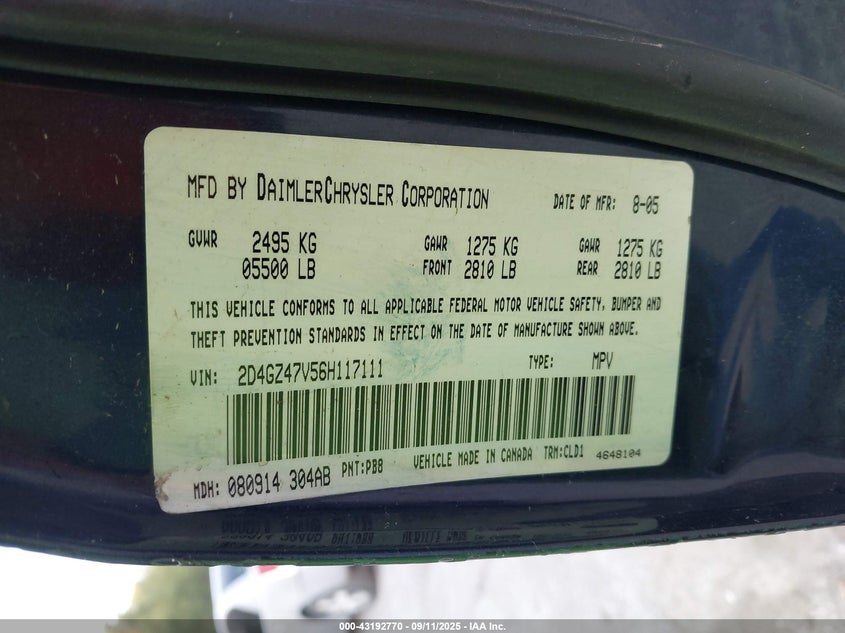 MFD BY DAIMLERCHRYSLER CORPORATION DATE OF MFR: 8-05
GVWR 2495 KG GAWR 1275 KG GAWR 1275 KG
05500 LB FRONT 2810 LB REAR 2810 LB
THIS VEHICLE CONFORMS TO ALL APPLICABLE FEDERAL MOTOR VEHICLE SAFETY, BUMPER AND
THEFT PREVENTION STANDARDS IN EFFECT ON THE DATE OF MANUFACTURE SHOWN ABOVE.
VIN: 2D4GZ47V56H117111 TYPE: MPV
MDH: 080914 304AB PNT:PB8 VEHICLE MADE IN CANADA TRM:CLD1 4648104
000-43192770 - 09/11/2025 - IAA Inc.